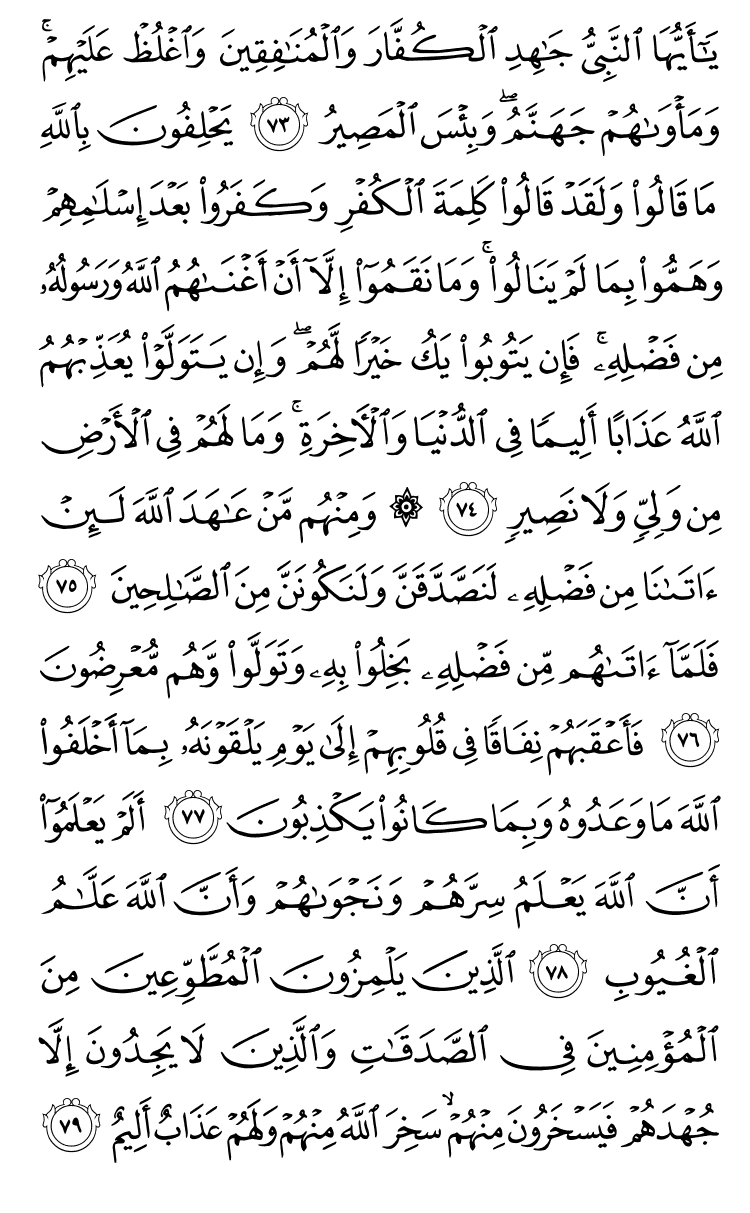 يَـٰٓأَيُّهَا ٱلنَّبِيُّ جَـٰهِدِ ٱلْكُفَّارَ وَٱلْمُنَـٰفِقِينَ وَٱغْلُظْ عَلَيْهِمْ ۚ
وَمَأْوَىٰهُمْ جَهَنَّمُ ۖ وَبِئْسَ ٱلْمَصِيرُ ٧٣ يَحْلِفُونَ بِٱللَّهِ
مَا قَالُوا۟ وَلَقَدْ قَالُوا۟ كَلِمَةَ ٱلْكُفْرِ وَكَفَرُوا۟ بَعْدَ إِسْلَـٰمِهِمْ
وَهَمُّوا۟ بِمَا لَمْ يَنَالُوا۟ ۚ وَمَا نَقَمُوٓا۟ إِلَّآ أَنْ أَغْنَىٰهُمُ ٱللَّهُ وَرَسُولُهُۥ
مِن فَضْلِهِۦ ۚ فَإِن يَتُوبُوا۟ يَكُ خَيْرًا لَّهُمْ ۖ وَإِن يَتَوَلَّوْا۟ يُعَذِّبْهُمُ
ٱللَّهُ عَذَابًا أَلِيمًا فِي ٱلدُّنْيَا وَٱلْـَٔاخِرَةِ ۚ وَمَا لَهُمْ فِي ٱلْأَرْضِ
مِن وَلِيٍّ وَلَا نَصِيرٍ ٧٤ ۞ وَمِنْهُم مَّنْ عَـٰهَدَ ٱللَّهَ لَئِنْ
ءَاتَىٰنَا مِن فَضْلِهِۦ لَنَصَّدَّقَنَّ وَلَنَكُونَنَّ مِنَ ٱلصَّـٰلِحِينَ ٧٥
فَلَمَّآ ءَاتَىٰهُم مِّن فَضْلِهِۦ بَخِلُوا۟ بِهِۦ وَتَوَلَّوا۟ وَّهُم مُّعْرِضُونَ
٧٦ فَأَعْقَبَهُمْ نِفَاقًا فِي قُلُوبِهِمْ إِلَىٰ يَوْمِ يَلْقَوْنَهُۥ بِمَآ أَخْلَفُوا۟
ٱللَّهَ مَا وَعَدُوهُ وَبِمَا كَانُوا۟ يَكْذِبُونَ ٧٧ أَلَمْ يَعْلَمُوٓا۟
أَنَّ ٱللَّهَ يَعْلَمُ سِرَّهُمْ وَنَجْوَىٰهُمْ وَأَنَّ ٱللَّهَ عَلَّـٰمُ
ٱلْغُيُوبِ ٧٨ ٱلَّذِينَ يَلْمِزُونَ ٱلْمُطَّوِّعِينَ مِنَ
ٱلْمُؤْمِنِينَ فِي ٱلصَّدَقَـٰتِ وَٱلَّذِينَ لَا يَجِدُونَ إِلَّا
جُهْدَهُمْ فَيَسْخَرُونَ مِنْهُمْ ۙ سَخِرَ ٱللَّهُ مِنْهُمْ وَلَهُمْ عَذَابٌ أَلِيمٌ ٧٩